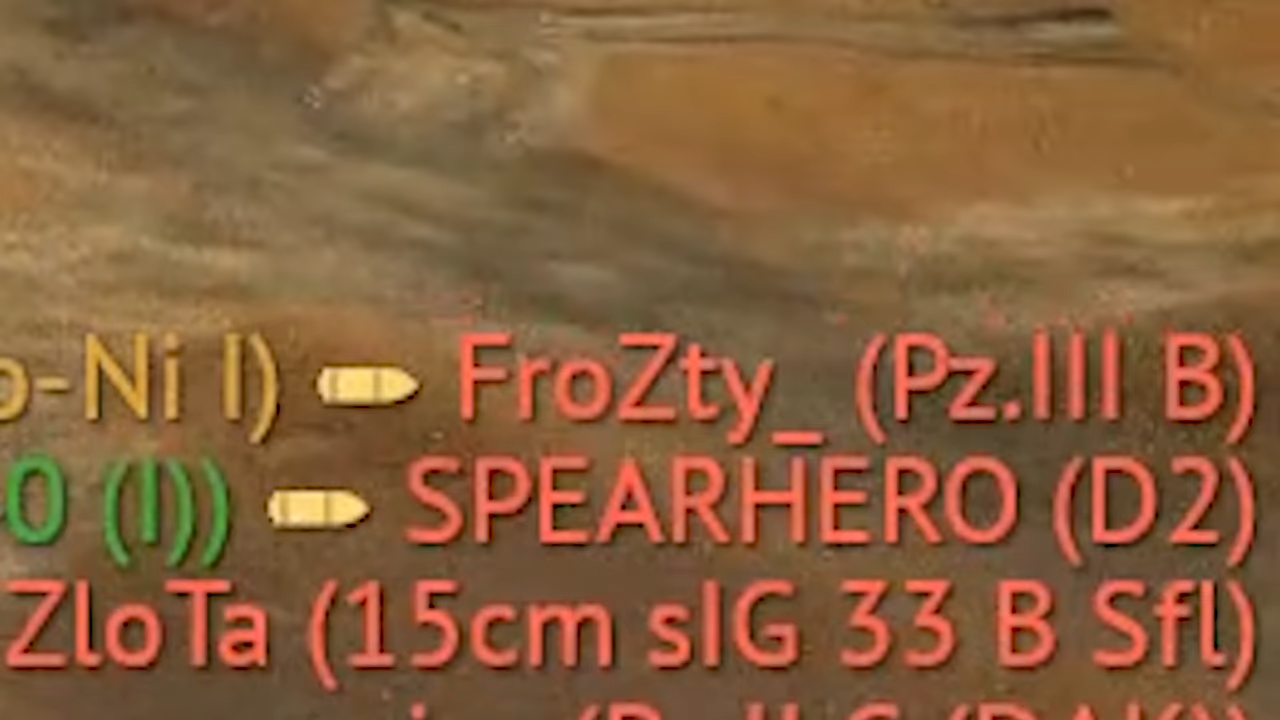 -Ni I) FroZty_ (Pz.III B)
0 (I)) SPEARHERO (D2)
ZloTa (15cm sIG 33 B Sfl)